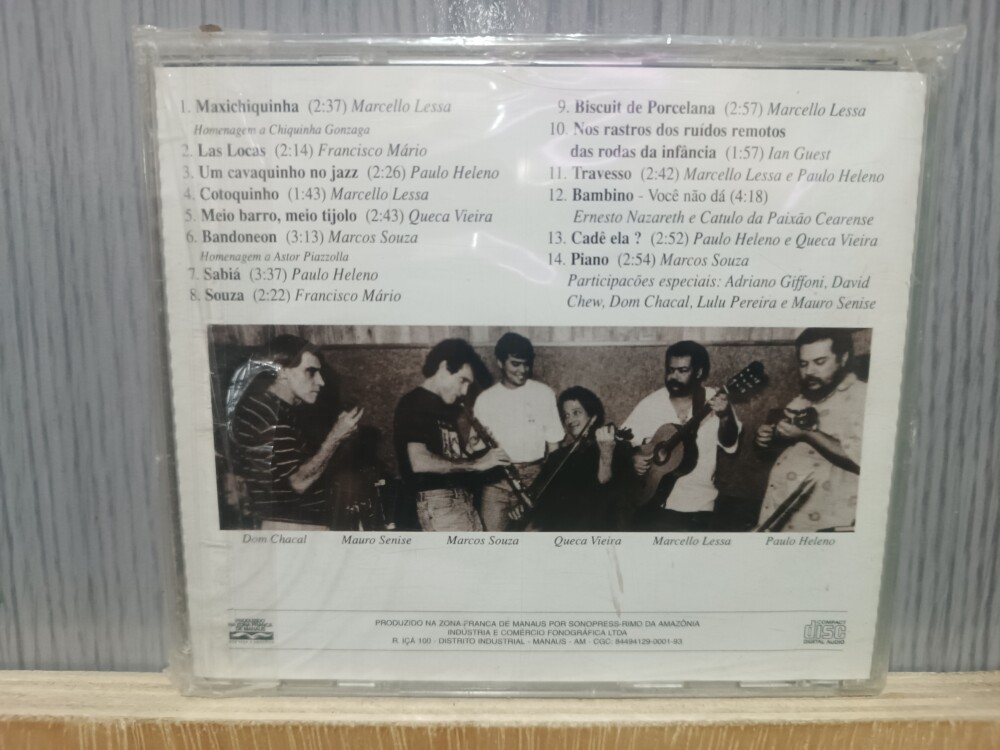 1. Maxichiquinha (2:37) Marcello Lessa
Homenagem a Chiquinha Gonzaga
2. Las Locas (2:14) Francisco Mário
3. Um cavaquinho no jazz (2:26) Paulo Heleno
4. Cotoquinho (1:43) Marcello Lessa
5. Meio barro, meio tijolo (2:43) Queca Vieira
6. Bandoneon (3:13) Marcos Souza
Homenagem a Astor Piazzolla
7. Sabiá (3:37) Paulo Heleno
8. Souza (2:22) Francisco Mário
9. Biscuit de Porcelana (2:57) Marcello Lessa
10. Nos rastros dos ruídos remotos
das rodas da infância (1:57) Ian Guest
11. Travesso (2:42) Marcello Lessa e Paulo Heleno
12. Bambino - Você não dá (4:18)
Ernesto Nazareth e Catulo da Paixão Cearense
13. Cadê ela ? (2:52) Paulo Heleno e Queca Vieira
14. Piano (2:54) Marcos Souza
Participacões especiais: Adriano Giffoni, David
Chew, Dom Chacal, Lulu Pereira e Mauro Senise
Dom Chacal Mauro Senise Marcos Souza Queca Vieira Marcello Lessa Paulo Heleno
PRODUZIDO NA ZONA FRANCA DE MANAUS POR SONOPRESS-RIMO DA AMAZÔNIA
INDÚSTRIA E COMÉRCIO FONOGRÁFICA LTDA
R. IÇÁ 100 - DISTRITO INDUSTRIAL - MANAUS - AM - CGC: 84494129-0001-93
COMPACT
disc
DIGITAL AUDIO